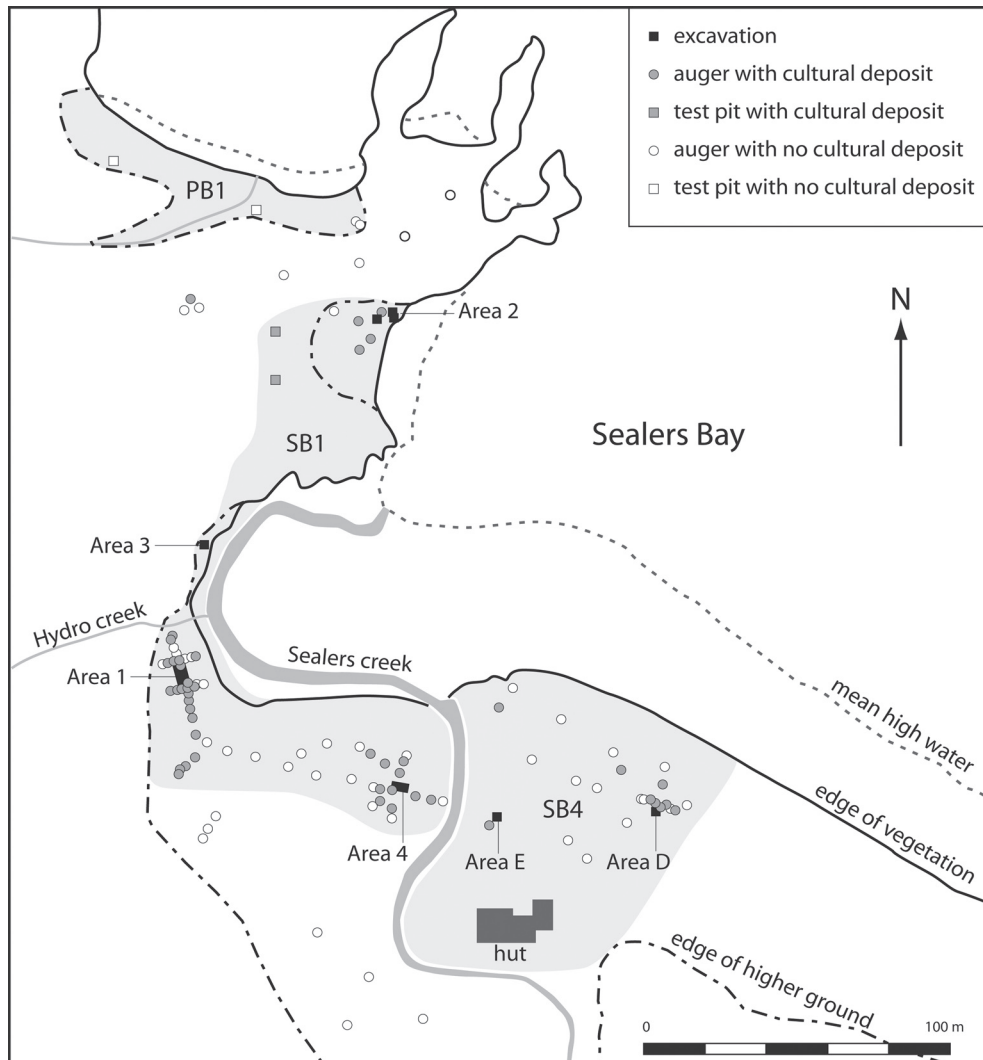 excavation
auger with cultural deposit
test pit with cultural deposit
auger with no cultural deposit
test pit with no cultural deposit
PB1
N
Area 2
SB1
Sealers Bay
Area 3
Hydro creek
Sealers creek
Area 1
mean high water
edge of vegetation
SB4
Area 4
Area E
Area D
hut
edge of higher ground
0
100 m